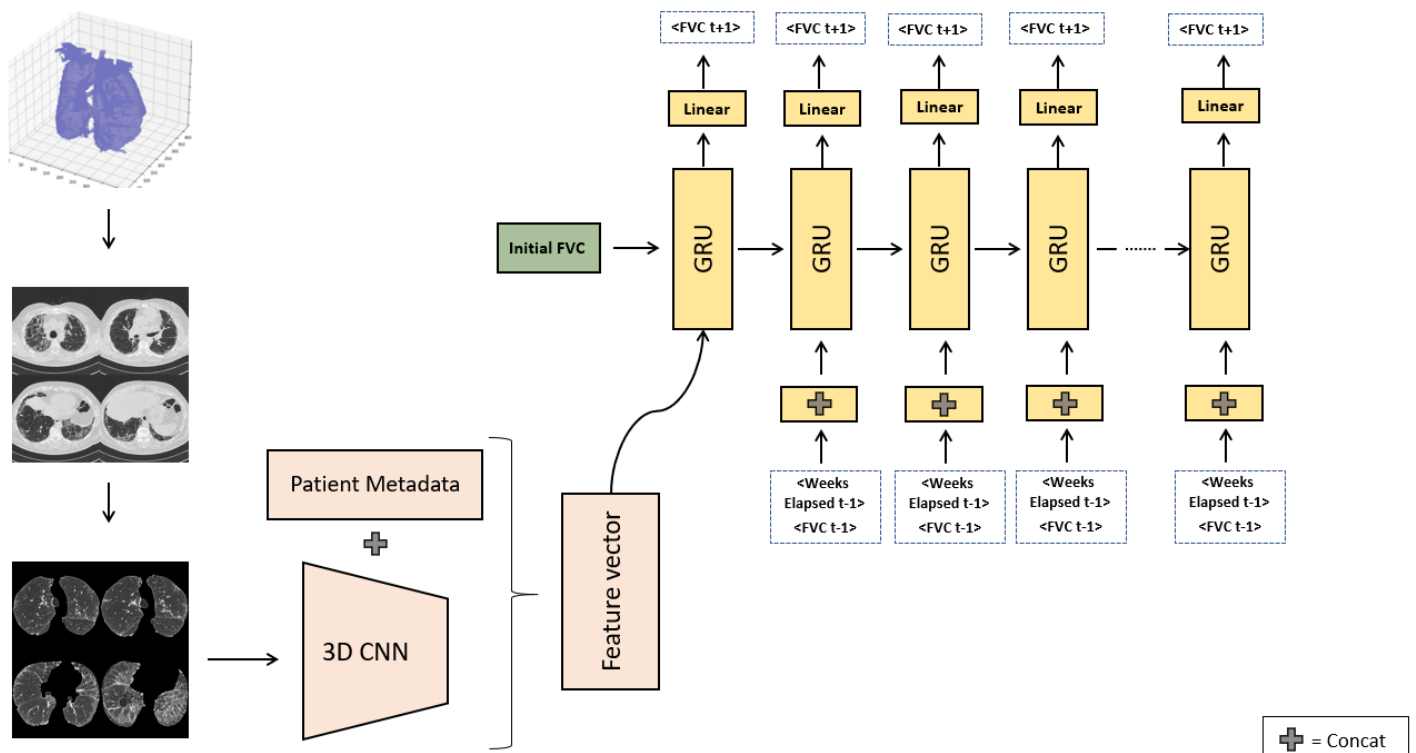 <FVC t+1>
<FVC t+1>
<FVC t+1>
<FVC t+1>
<FVC t+1>
Linear
Linear
Linear
Linear
Linear
Initial FVC
GRU
GRU
GRU
GRU
GRU
<Weeks
Elapsed t-1>
<FVC t-1>
<Weeks
Elapsed t-1>
<FVC t-1>
<Weeks
Elapsed t-1>
<FVC t-1>
<Weeks
Elapsed t-1>
<FVC t-1>
Patient Metadata
3D CNN
Feature vector
= Concat